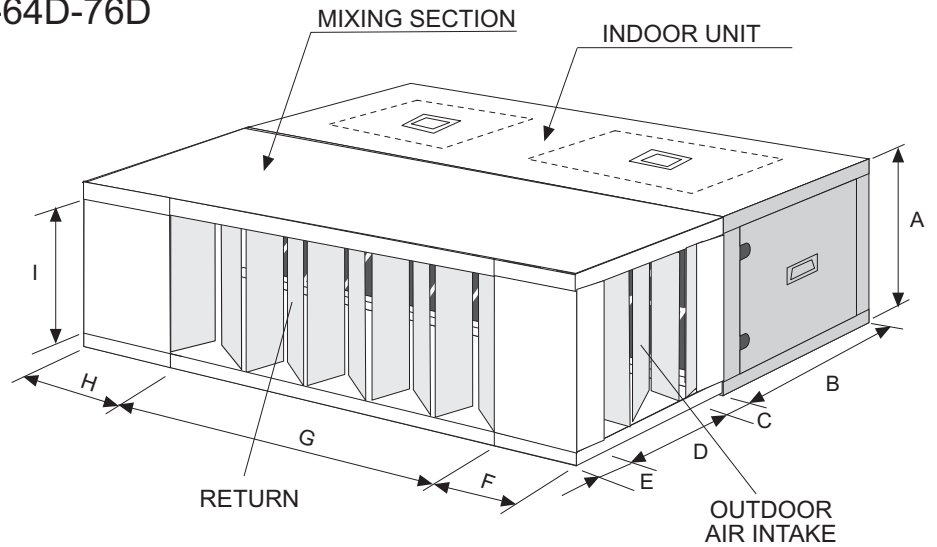 -64D-76D
MIXING SECTION
INDOOR UNIT
A
I
B
H
C
G
D
F
E
RETURN
OUTDOOR
AIR INTAKE